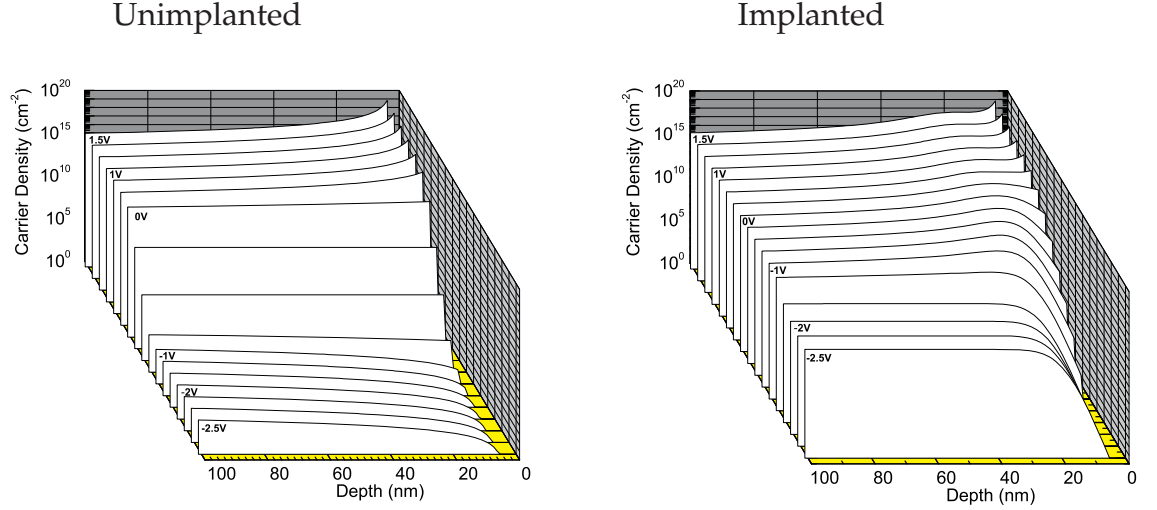 Unimplanted
Carrier Density (cm-2)
10^20
10^15
10^10
10^5
10^0
1.5V
1V
0V
-1V
-2V
-2.5V
100 80 60 40 20 0
Depth (nm)
Implanted
Carrier Density (cm-2)
10^20
10^15
10^10
10^5
10^0
1.5V
1V
0V
-1V
-2V
-2.5V
100 80 60 40 20 0
Depth (nm)